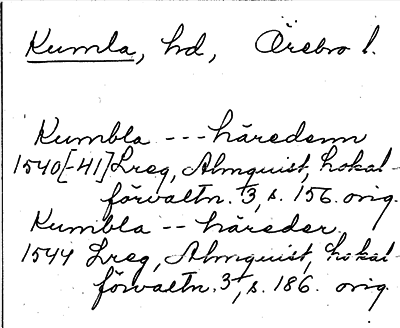 Kumla, hd, Örebro l.
Kumbla --- häredenn
1540[-41] Lreg, Almquist, Lokal-
förvaltn. 3, s. 156. orig.
Kumbla -- häreder
1544 Lreg, Almquist, Lokal-
förvaltn. 3, s. 186. orig.